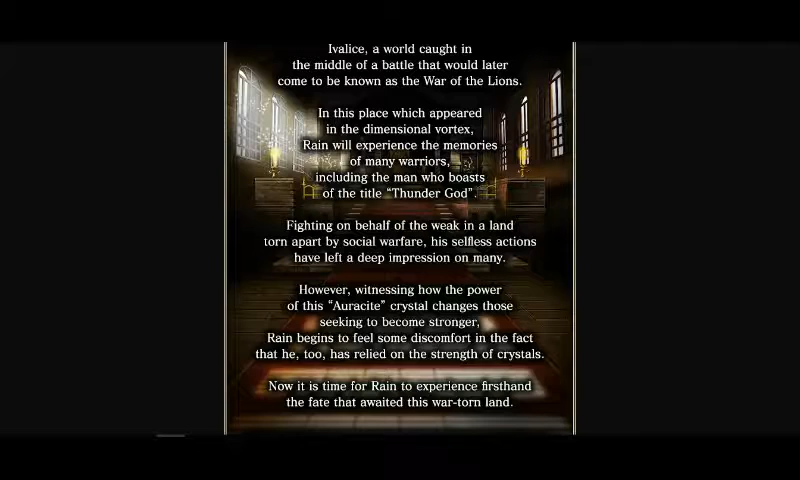 Ivalice, a world caught in
the middle of a battle that would later
come to be known as the War of the Lions.
In this place which appeared
in the dimensional vortex,
Rain will experience the memories
of many warriors,
including the man who boasts
of the title “Thunder God”.
Fighting on behalf of the weak in a land
torn apart by social warfare, his selfless actions
have left a deep impression on many.
However, witnessing how the power
of this “Auracite” crystal changes those
seeking to become stronger,
Rain begins to feel some discomfort in the fact
that he, too, has relied on the strength of crystals.
Now it is time for Rain to experience firsthand
the fate that awaited this war-torn land.